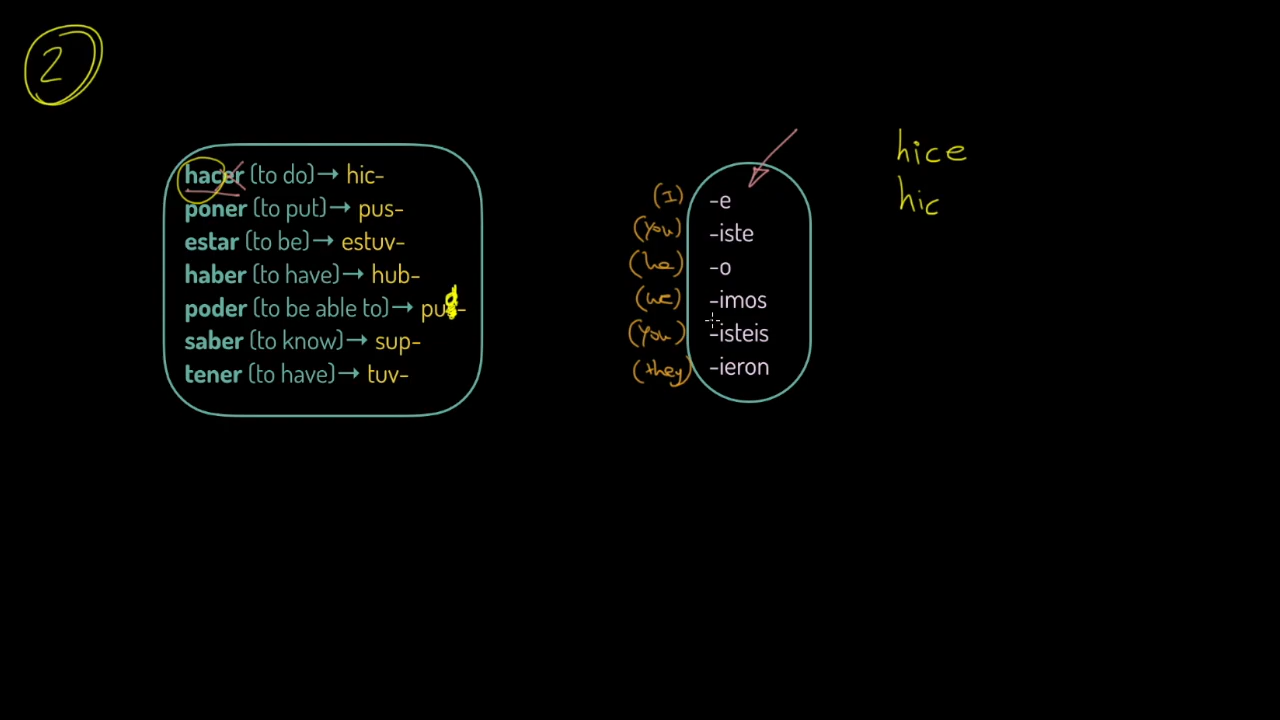 2
hacer (to do)→ hic-
poner (to put)→ pus-
estar (to be)→ estuv-
haber (to have)→ hub-
poder (to be able to)→ pud-
saber (to know)→ sup-
tener (to have)→ tuv-
(I) -e
(you) -iste
(he) -o
(we) -imos
(you) -isteis
(they) -ieron
hice
hic